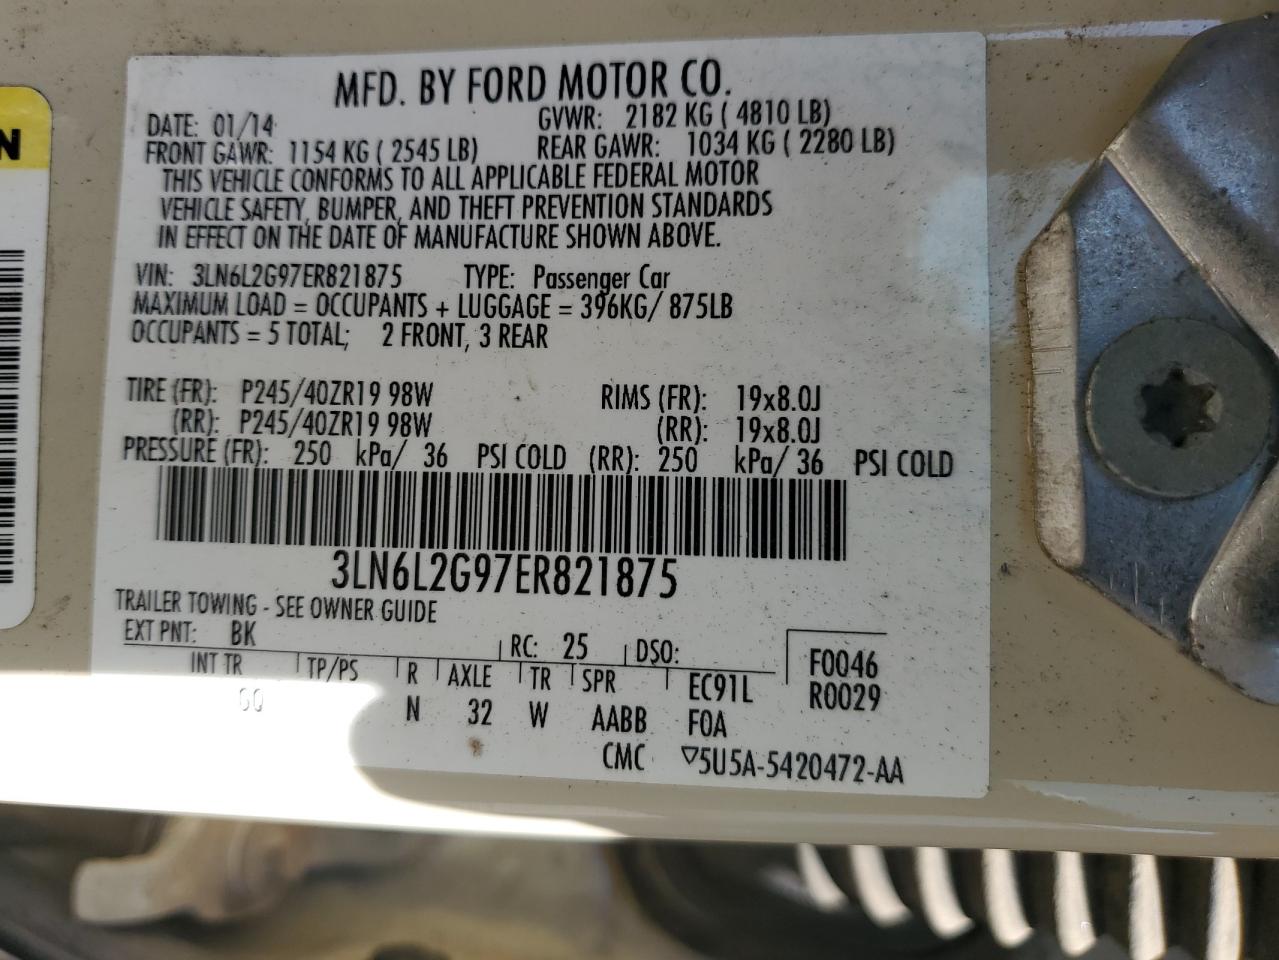 N
MFD. BY FORD MOTOR CO.
DATE: 01/14 GVWR: 2182 KG ( 4810 LB)
FRONT GAWR: 1154 KG ( 2545 LB) REAR GAWR: 1034 KG ( 2280 LB)
THIS VEHICLE CONFORMS TO ALL APPLICABLE FEDERAL MOTOR
VEHICLE SAFETY, BUMPER, AND THEFT PREVENTION STANDARDS
IN EFFECT ON THE DATE OF MANUFACTURE SHOWN ABOVE.
VIN: 3LN6L2G97ER821875 TYPE: Passenger Car
MAXIMUM LOAD = OCCUPANTS + LUGGAGE = 396KG/ 875LB
OCCUPANTS = 5 TOTAL; 2 FRONT, 3 REAR
TIRE (FR): P245/40ZR19 98W RIMS (FR): 19x8.0J
(RR): P245/40ZR19 98W (RR): 19x8.0J
PRESSURE (FR): 250 kPa/ 36 PSI COLD (RR): 250 kPa/ 36 PSI COLD
3LN6L2G97ER821875
TRAILER TOWING - SEE OWNER GUIDE
EXT PNT: BK RC: 25 DSO: F0046
INT TR TP/PS R AXLE TR SPR EC91L R0029
GQ N 32 W AABB FOA
CMC ▽5U5A-5420472-AA